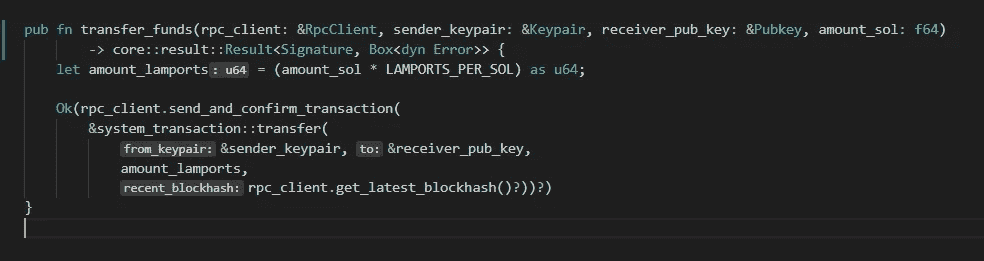 pub fn transfer_funds(rpc_client: &RpcClient, sender_keypair: &Keypair, receiver_pub_key: &Pubkey, amount_sol: f64)
-> core::result::Result<Signature, Box<dyn Error>> {
let amount_lamports: u64 = (amount_sol * LAMPORTS_PER_SOL) as u64;
Ok(rpc_client.send_and_confirm_transaction(
&system_transaction::transfer(
from_keypair: &sender_keypair, to: &receiver_pub_key,
amount_lamports,
recent_blockhash: rpc_client.get_latest_blockhash()?))?)
}